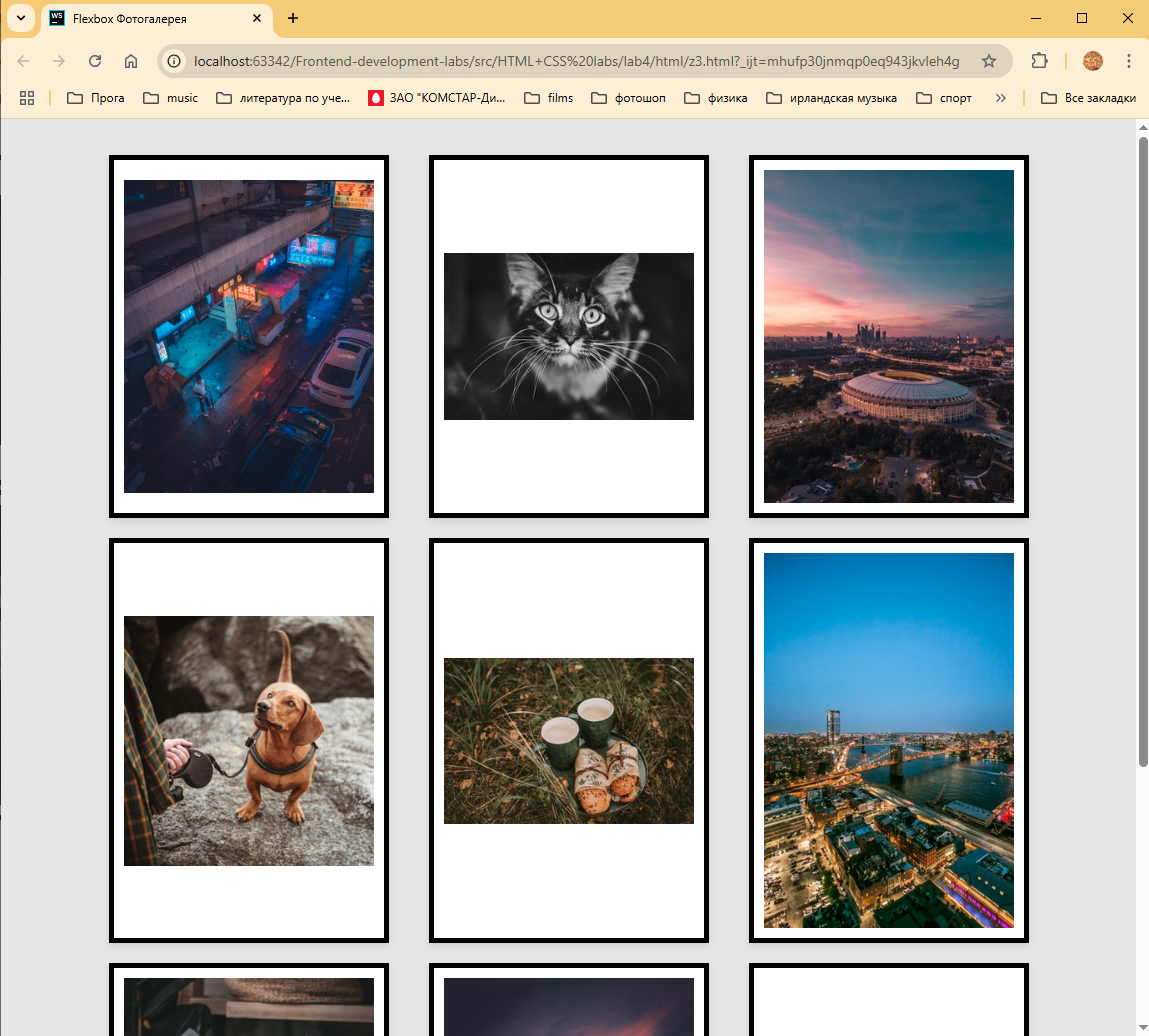 WS Flexbox Фотогалерея
localhost:63342/Frontend-development-labs/src/HTML+CSS%20labs/lab4/html/z3.html?_ijt=mhufp30jnmqp0eq943jkvleh4g
Прога music литература по уче... ЗАО "КОМСТАР-Ди... films фотошоп физика ирландская музыка спорт » Все закладки